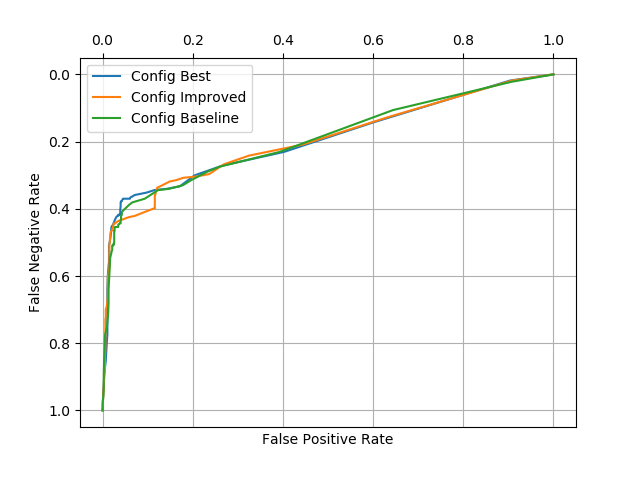 0.0 0.2 0.4 0.6 0.8 1.0
Config Best
Config Improved
Config Baseline
0.0
0.2
0.4
0.6
0.8
1.0
False Negative Rate
False Positive Rate